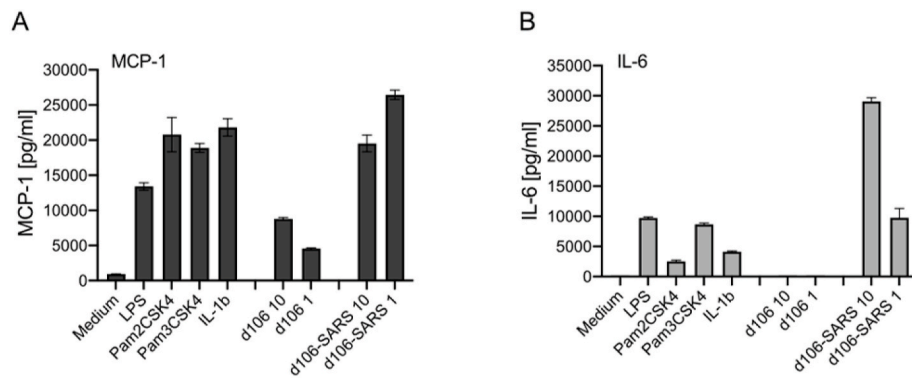 A
MCP-1
MCP-1 [pg/ml]
30000
25000
20000
15000
10000
5000
0
Medium
LPS
Pam2CSK4
Pam3CSK4
IL-1b
d106 10
d106 1
d106-SARS 10
d106-SARS 1
B
IL-6
IL-6 [pg/ml]
35000
30000
25000
20000
15000
10000
5000
0
Medium
LPS
Pam2CSK4
Pam3CSK4
IL-1b
d106 10
d106 1
d106-SARS 10
d106-SARS 1